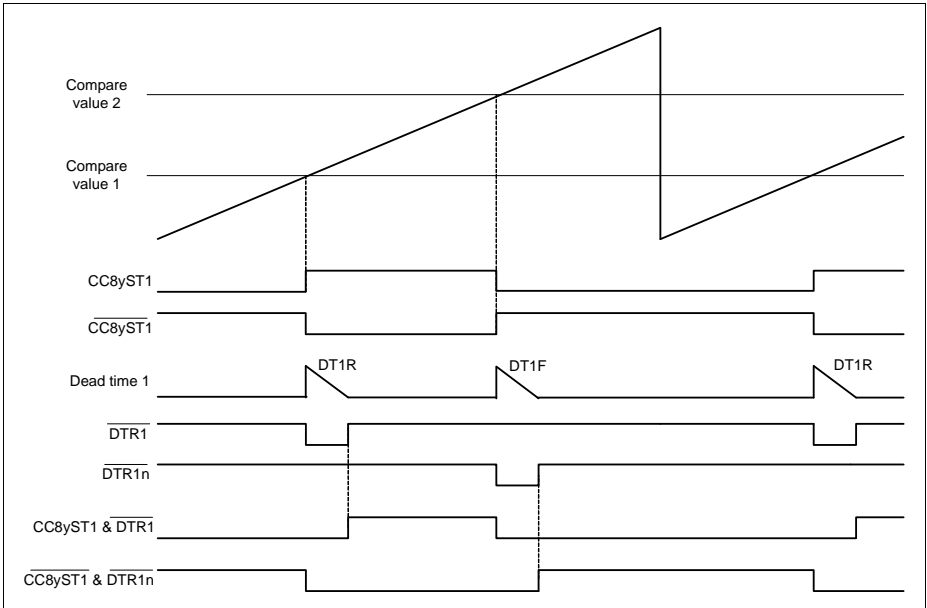 Compare
value 2
Compare
value 1
CC8yST1
CC8yST1
DT1R
DT1F
DT1R
Dead time 1
DTR1
DTR1n
CC8yST1 & DTR1
CC8yST1 & DTR1n